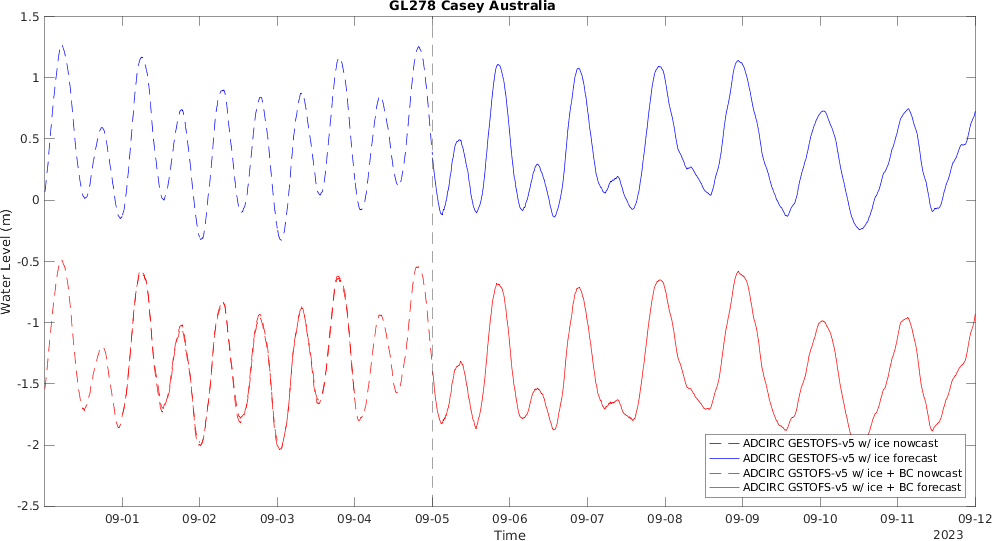 GL278 Casey Australia
1.5
1
0.5
0
-0.5
-1
-1.5
-2
-2.5
Water Level (m)
09-01 09-02 09-03 09-04 09-05 09-06 09-07 09-08 09-09 09-10 09-11 09-12
Time
2023
ADCIRC GESTOFS-v5 w/ ice nowcast
ADCIRC GESTOFS-v5 w/ ice forecast
ADCIRC GSTOFS-v5 w/ ice + BC nowcast
ADCIRC GSTOFS-v5 w/ ice + BC forecast